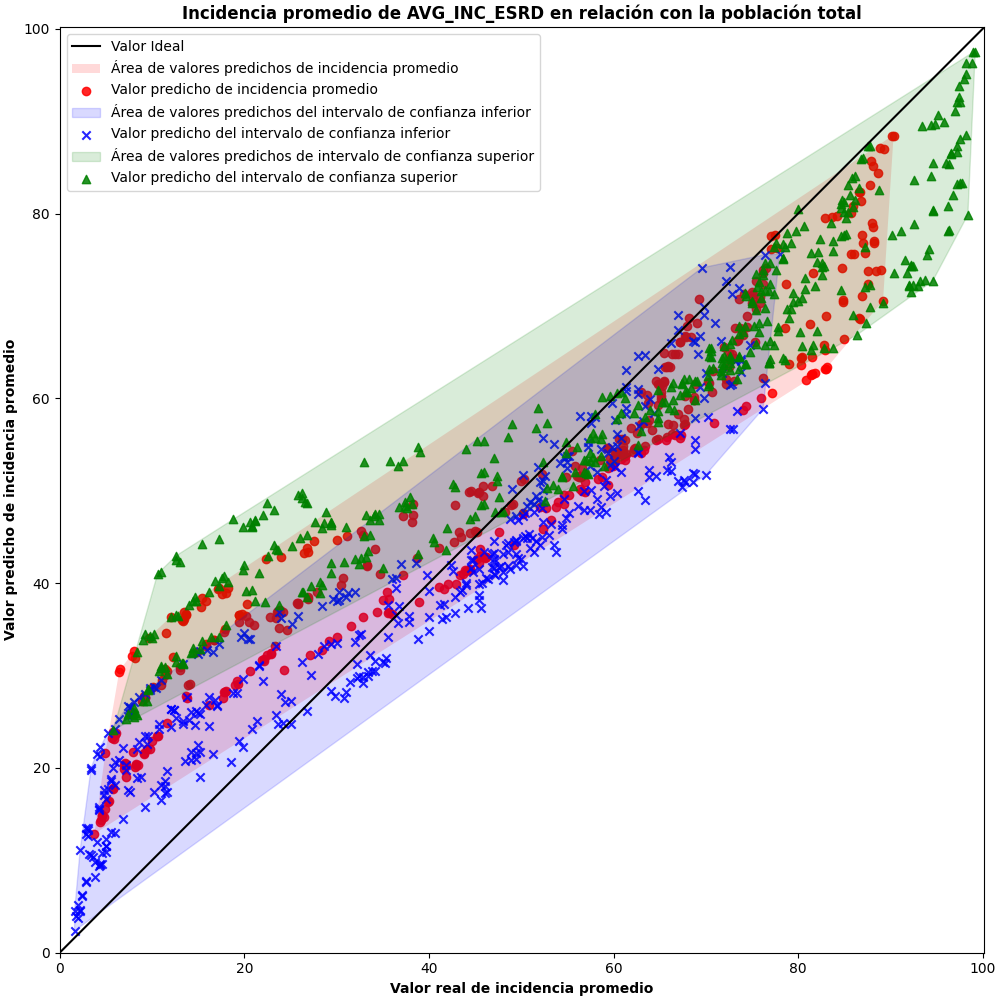 Incidencia promedio de AVG_INC_ESRD en relación con la población total
Valor Ideal
Área de valores predichos de incidencia promedio
Valor predicho de incidencia promedio
Área de valores predichos del intervalo de confianza inferior
Valor predicho del intervalo de confianza inferior
Área de valores predichos de intervalo de confianza superior
Valor predicho del intervalo de confianza superior
Valor predicho de incidencia promedio
100
80
60
40
20
0
0 20 40 60 80 100
Valor real de incidencia promedio